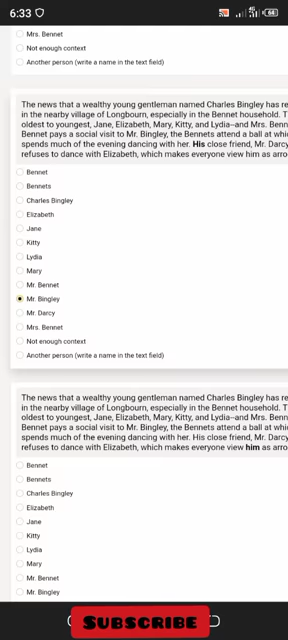 6:33
4G
68
Mrs. Bennet
Not enough context
Another person (write a name in the text field)
The news that a wealthy young gentleman named Charles Bingley has re
in the nearby village of Longbourn, especially in the Bennet household. T
oldest to youngest, Jane, Elizabeth, Mary, Kitty, and Lydia—and Mrs. Benn
Bennet pays a social visit to Mr. Bingley, the Bennets attend a ball at whi
spends much of the evening dancing with her. His close friend, Mr. Darcy
refuses to dance with Elizabeth, which makes everyone view him as arro
Bennet
Bennets
Charles Bingley
Elizabeth
Jane
Kitty
Lydia
Mary
Mr. Bennet
Mr. Bingley
Mr. Darcy
Mrs. Bennet
Not enough context
Another person (write a name in the text field)
The news that a wealthy young gentleman named Charles Bingley has re
in the nearby village of Longbourn, especially in the Bennet household. T
oldest to youngest, Jane, Elizabeth, Mary, Kitty, and Lydia—and Mrs. Benn
Bennet pays a social visit to Mr. Bingley, the Bennets attend a ball at whi
spends much of the evening dancing with her. His close friend, Mr. Darcy
refuses to dance with Elizabeth, which makes everyone view him as arro
Bennet
Bennets
Charles Bingley
Elizabeth
Jane
Kitty
Lydia
Mary
Mr. Bennet
Mr. Bingley
SUBSCRIBE